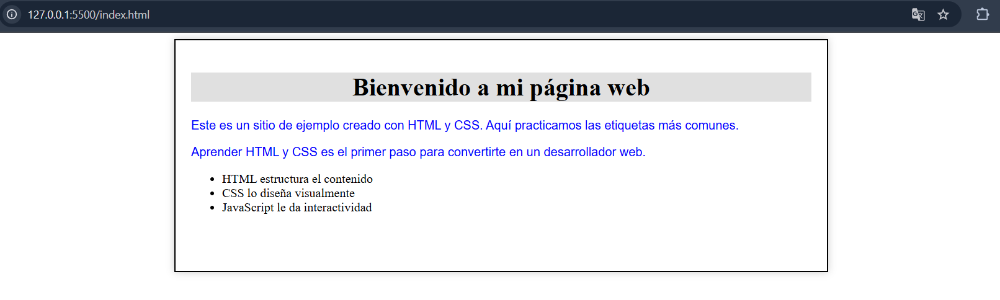 127.0.0.1:5500/index.html
Bienvenido a mi página web
Este es un sitio de ejemplo creado con HTML y CSS. Aquí practicamos las etiquetas más comunes.
Aprender HTML y CSS es el primer paso para convertirte en un desarrollador web.
• HTML estructura el contenido
• CSS lo diseña visualmente
• JavaScript le da interactividad